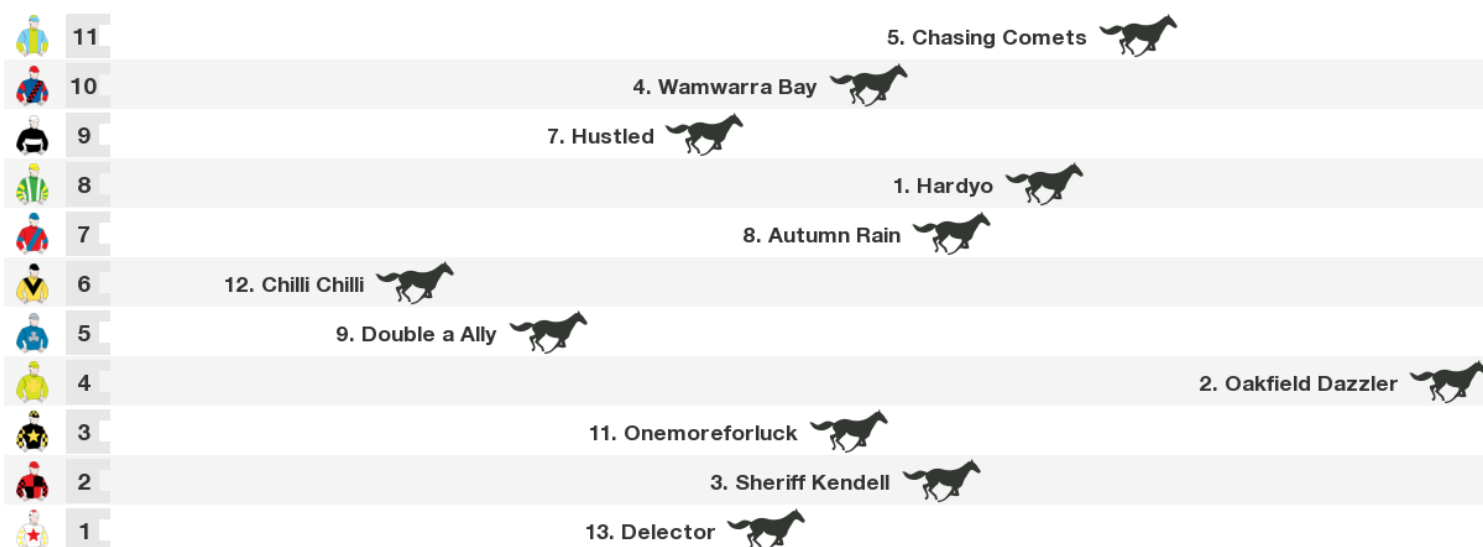 11 5. Chasing Comets
10 4. Wamwarra Bay
9 7. Hustled
8 1. Hardyo
7 8. Autumn Rain
6 12. Chilli Chilli
5 9. Double a Ally
4 2. Oakfield Dazzler
3 11. Onemoreforluck
2 3. Sheriff Kendell
1 13. Delector